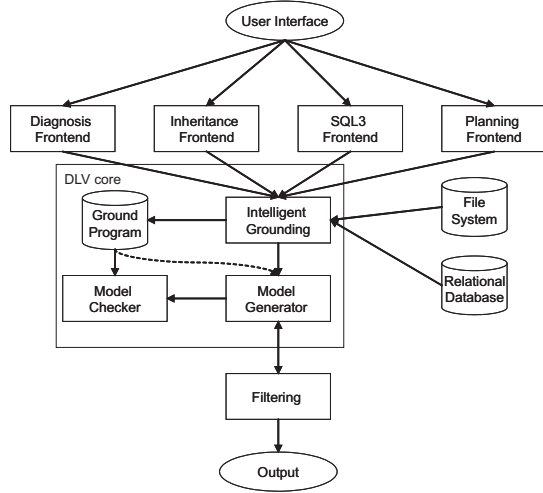 User Interface
Diagnosis
Frontend
Inheritance
Frontend
SQL3
Frontend
Planning
Frontend
DLV core
Ground
Program
Intelligent
Grounding
File
System
Model
Checker
Model
Generator
Relational
Database
Filtering
Output